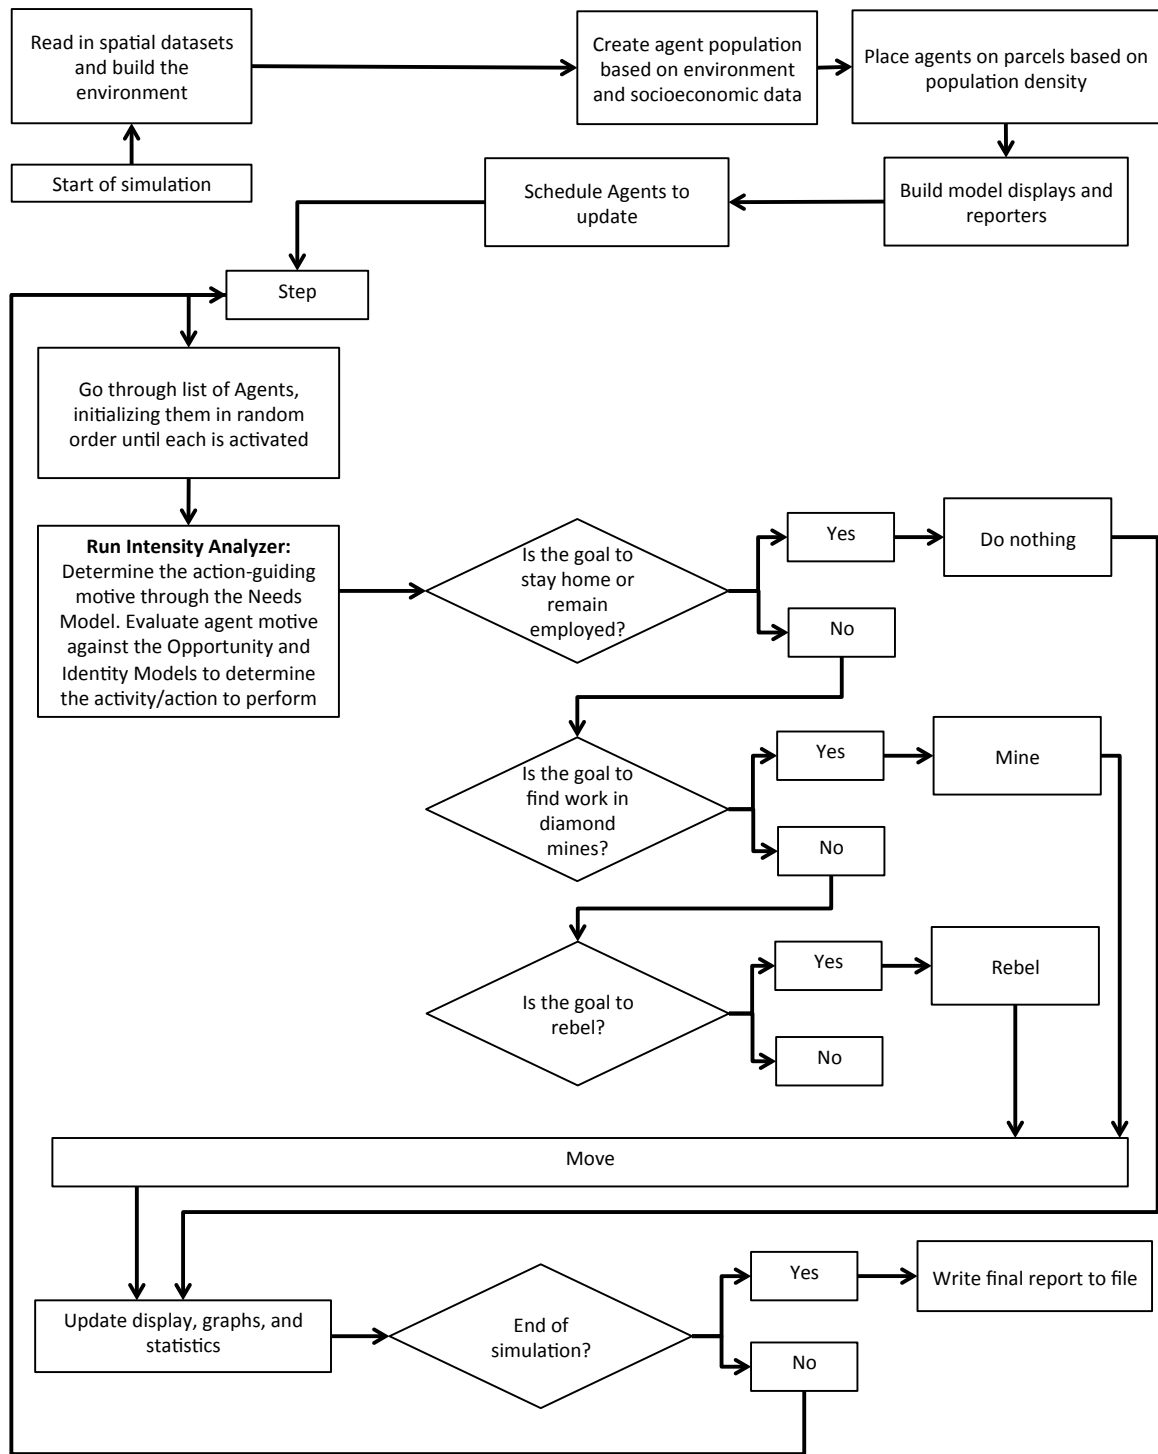 Read in spatial datasets
and build the
environment
Create agent population
based on environment
and socioeconomic data
Place agents on parcels based on
population density
Start of simulation
Schedule Agents to
update
Build model displays and
reporters
Step
Go through list of Agents,
initializing them in random
order until each is activated
Run Intensity Analyzer:
Determine the action-guiding
motive through the Needs
Model. Evaluate agent motive
against the Opportunity and
Identity Models to determine
the activity/action to perform
Is the goal to
stay home or
remain
employed?
Yes
Do nothing
No
Is the goal to
find work in
diamond
mines?
Yes
Mine
No
Is the goal to
rebel?
Yes
Rebel
No
Move
Update display, graphs, and
statistics
End of
simulation?
Yes
Write final report to file
No